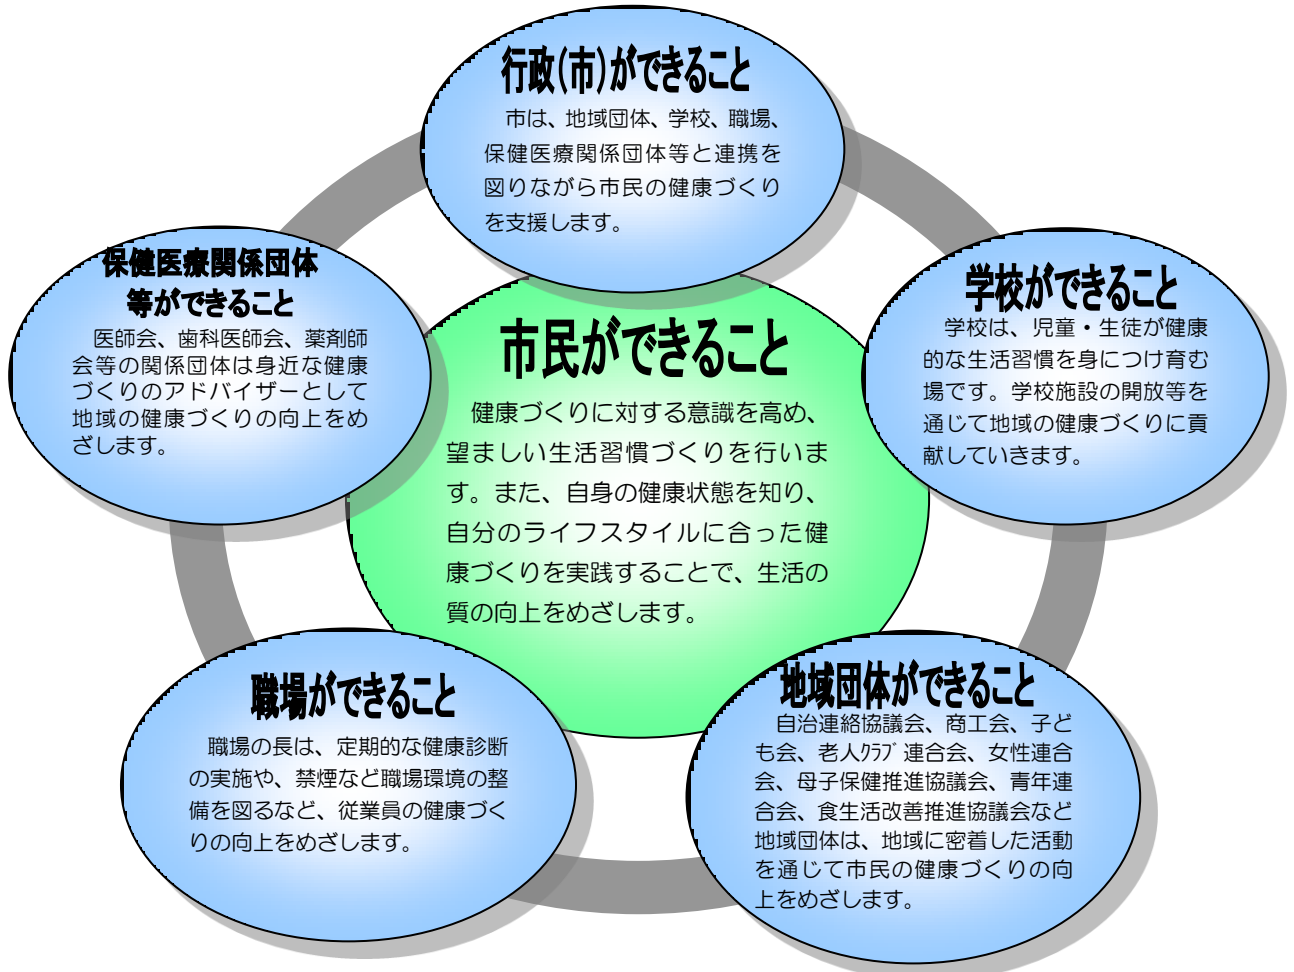 行政(市)ができること
市は、地域団体、学校、職場、
保健医療関係団体等と連携を
図りながら市民の健康づくり
を支援します。
保健医療関係団体
等ができること
医師会、歯科医師会、薬剤師
会等の関係団体は身近な健康
づくりのアドバイザーとして
地域の健康づくりの向上をめ
ざします。
学校ができること
学校は、児童・生徒が健康
的な生活習慣を身につけ育む
場です。学校施設の開放等を
通じて地域の健康づくりに貢
献していきます。
市民ができること
健康づくりに対する意識を高め、
望ましい生活習慣づくりを行いま
す。また、自身の健康状態を知り、
自分のライフスタイルに合った健
康づくりを実践することで、生活の
質の向上をめざします。
職場ができること
職場の長は、定期的な健康診断
の実施や、禁煙など職場環境の整
備を図るなど、従業員の健康づく
りの向上をめざします。
地域団体ができること
自治連絡協議会、商工会、子ど
も会、老人ｸﾗﾌﾞ連合会、女性連合
会、母子保健推進協議会、青年連
合会、食生活改善推進協議会など
地域団体は、地域に密着した活動
を通じて市民の健康づくりの向
上をめざします。